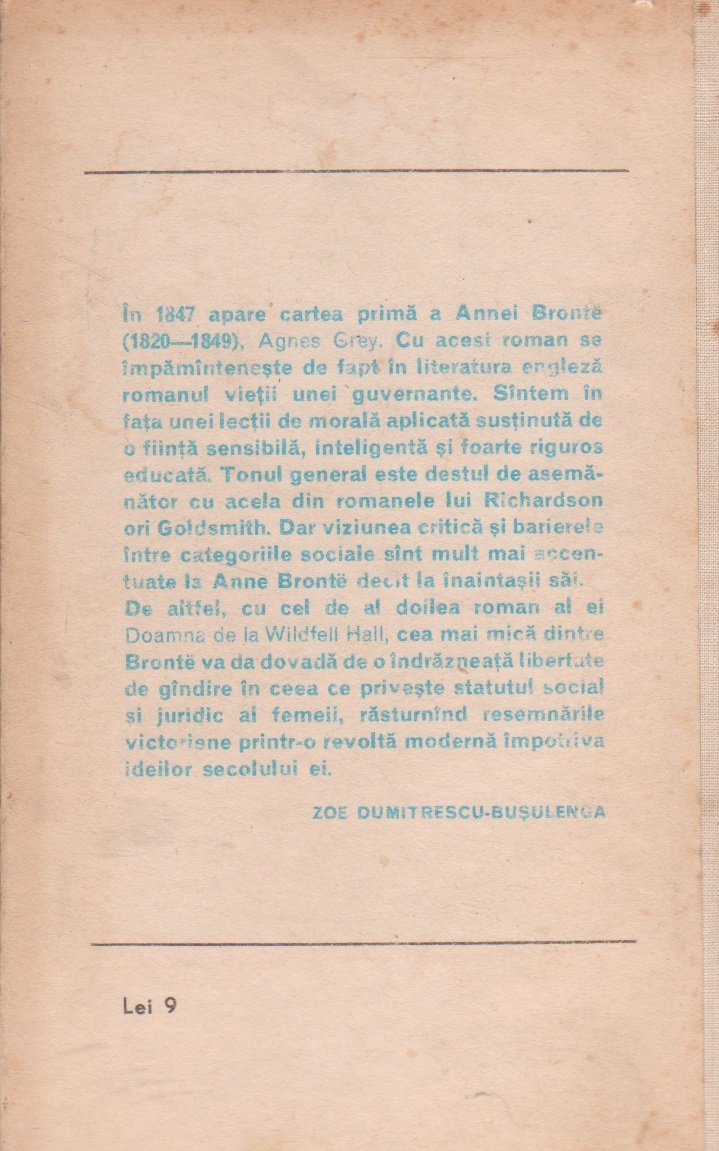 În 1847 apare cartea primă a Annei Brontë
(1820—1849), Agnes Grey. Cu acest roman se
împămîntenește de fapt în literatura engleză
romanul vieții unei guvernante. Sîntem în
fața unei lecții de morală aplicată susținută de
o ființă sensibilă, inteligentă și foarte riguros
educată. Tonul general este destul de asemă-
nător cu acela din romanele lui Richardson
ori Goldsmith. Dar viziunea critică și barierele
între categoriile sociale sînt mult mai accen-
tuate la Anne Brontë decît la înaintașii săi.
De altfel, cu cel de al doilea roman al ei
Doamna de la Wildfell Hall, cea mai mică dintre
Brontë va da dovadă de o îndrăzneață libertate
de gîndire în ceea ce privește statutul social
si juridic al femeii, răsturnînd resemnările
victoriene printr-o revoltă modernă împotriva
ideilor secolului ei.
ZOE DUMITRESCU-BUȘULENGA
Lei 9